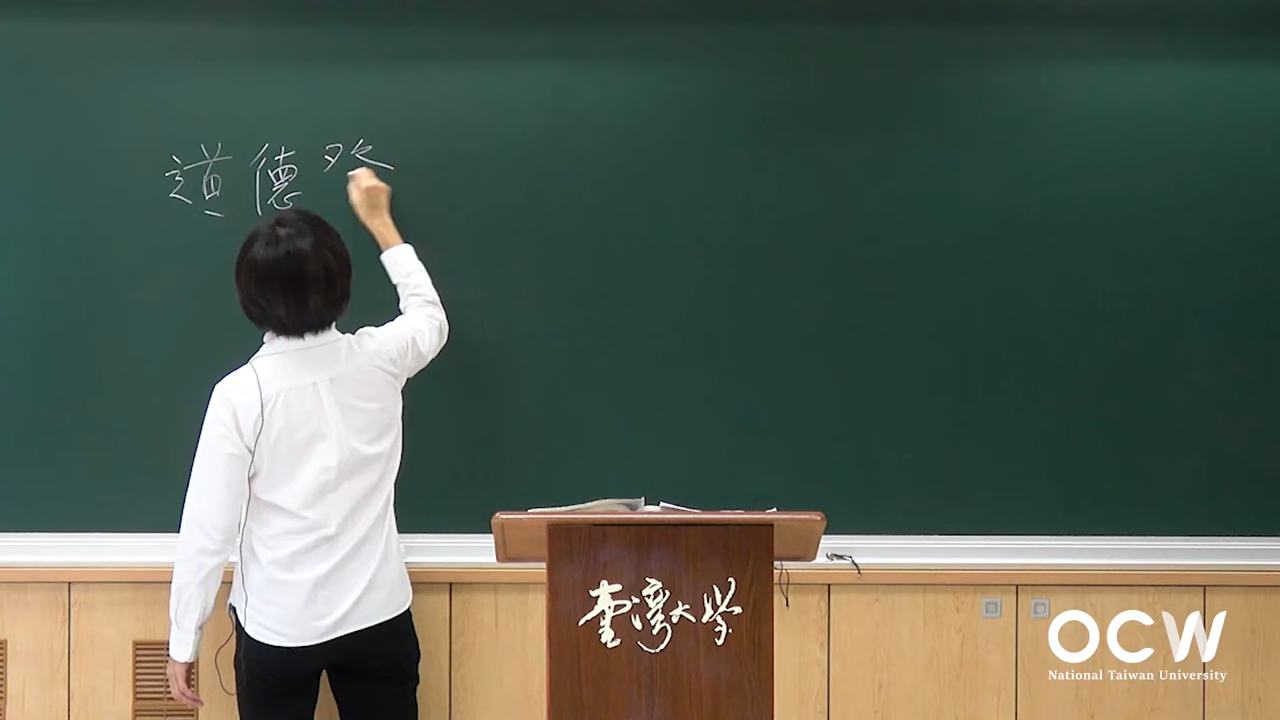 道德
臺灣大學
OCW
National Taiwan University